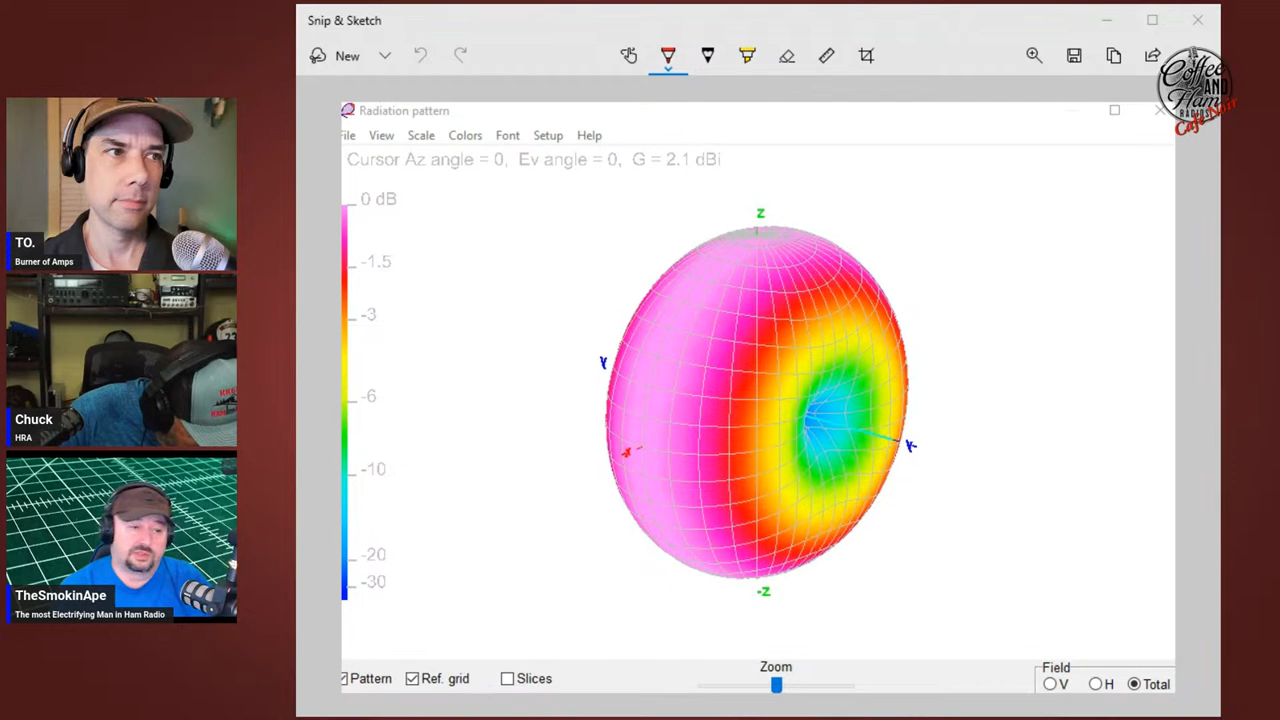 Snip & Sketch
New
Coffee
AND
Ham
RADIOS
Café Noir
Radiation pattern
File View Scale Colors Font Setup Help
Cursor Az angle = 0, Ev angle = 0, G = 2.1 dBi
0 dB
-1.5
-3
-6
-10
-20
-30
Z
Y
-X
-Z
TO.
Burner of Amps
Chuck
HRA
TheSmokinApe
The most Electrifying Man in Ham Radio
Pattern Ref. grid Slices
Zoom
Field
V H Total